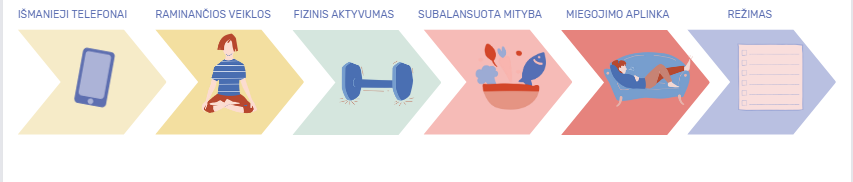 IŠMANIEJI TELEFONAI
RAMINANČIOS VEIKLOS
FIZINIS AKTYVUMAS
SUBALANSUOTA MITYBA
MIEGOJIMO APLINKA
REŽIMAS